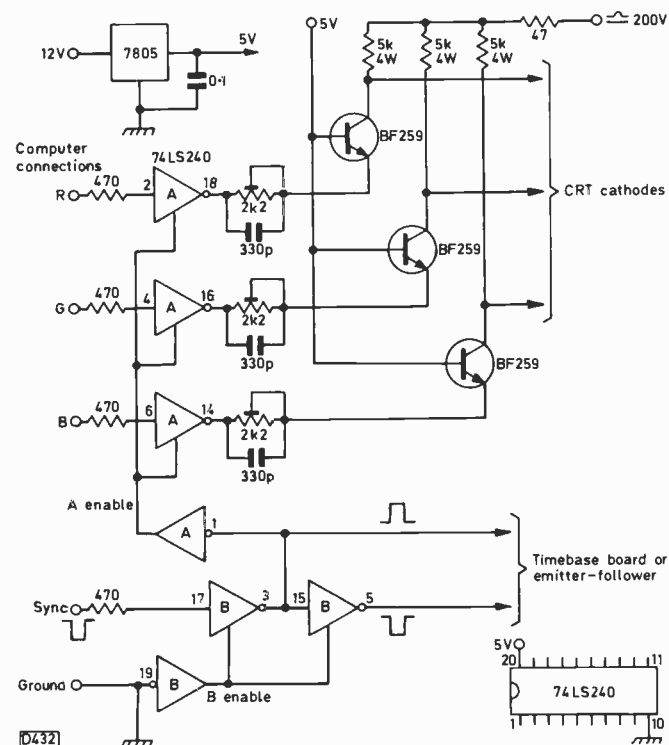 5V
47
≏ 200V
12V
7805
5V
0·1
5k
4W
5k
4W
5k
4W
BF259
Computer
connections
74LS240
R
470
2
A
18
2k2
330p
BF259
CRT cathodes
G
470
4
A
16
2k2
330p
BF259
B
470
6
A
14
2k2
330p
A enable
A
1
Timebase board or
emitter-follower
Sync
470
17
B
3
15
B
5
19
B
Ground
B enable
5V
20
11
74LS240
1
10
D432